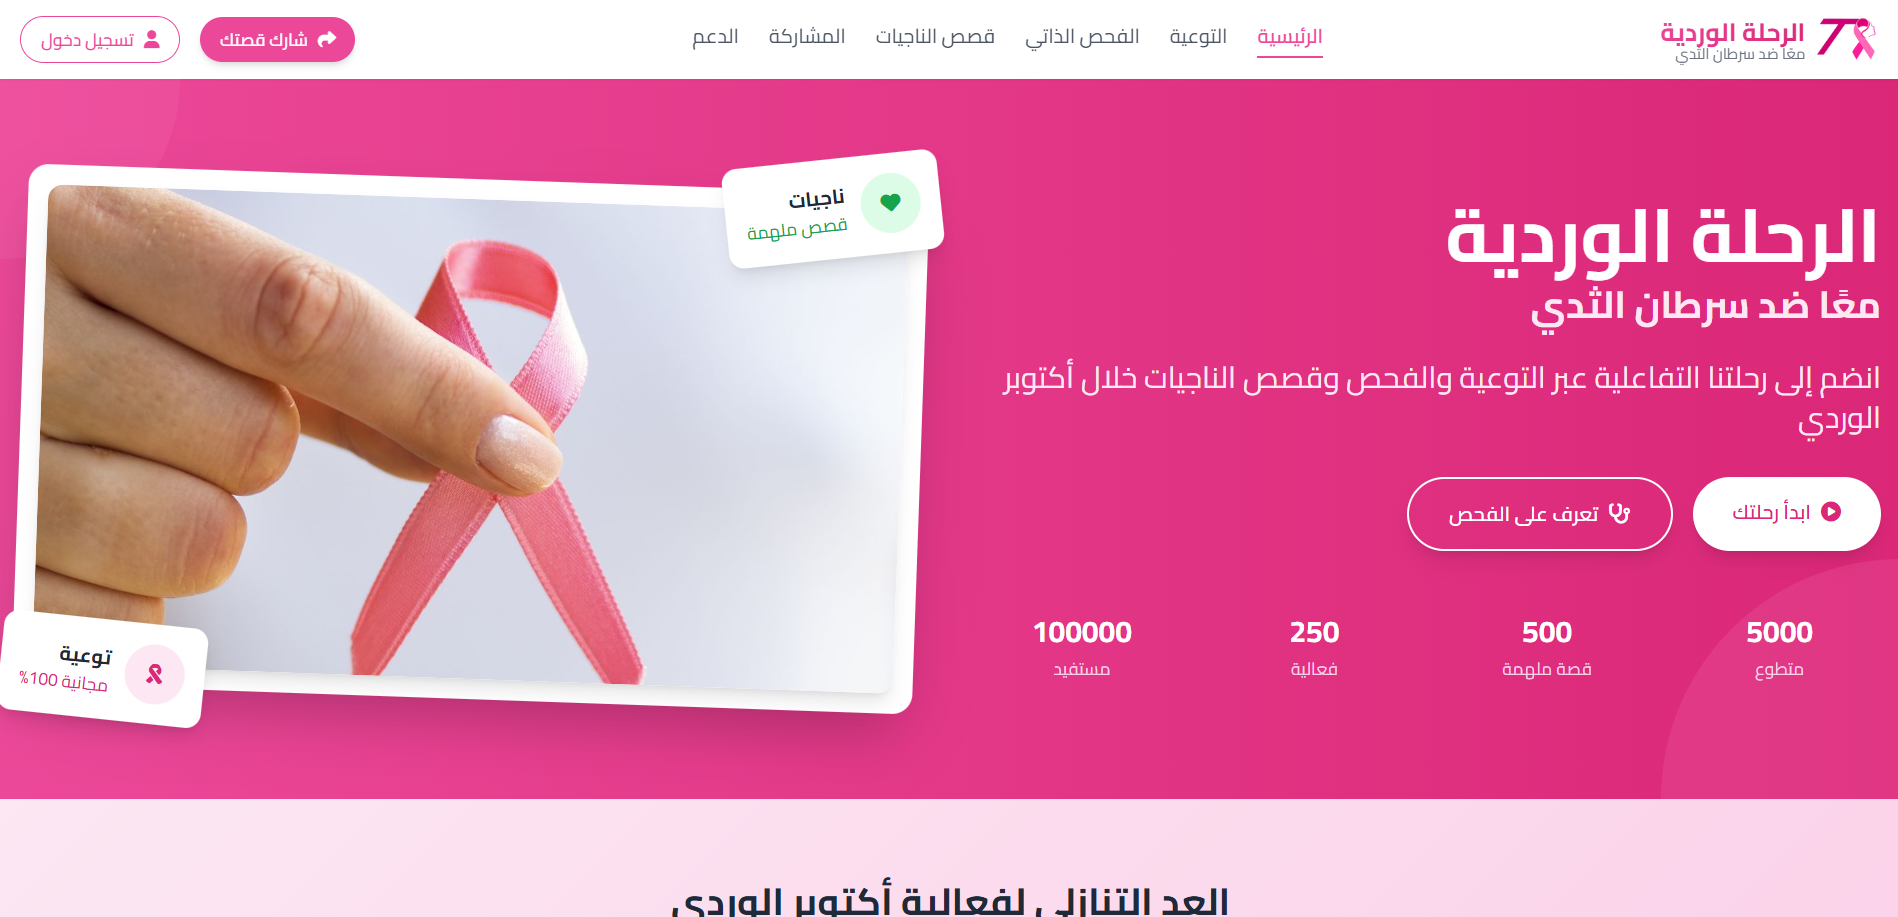 الرحلة الوردية
معًا ضد سرطان الثدي
الرئيسية
التوعية
الفحص الذاتي
قصص الناجيات
المشاركة
الدعم
شارك قصتك
تسجيل دخول
الرحلة الوردية
معًا ضد سرطان الثدي
انضم إلى رحلتنا التفاعلية عبر التوعية والفحص وقصص الناجيات خلال أكتوبر
الوردي
ابدأ رحلتك
تعرف على الفحص
5000
متطوع
500
قصة ملهمة
250
فعالية
100000
مستفيد
ناجيات
قصص ملهمة
توعية
مجانية 100%
العد التنازلي لفعالية أكتوبر الوردي